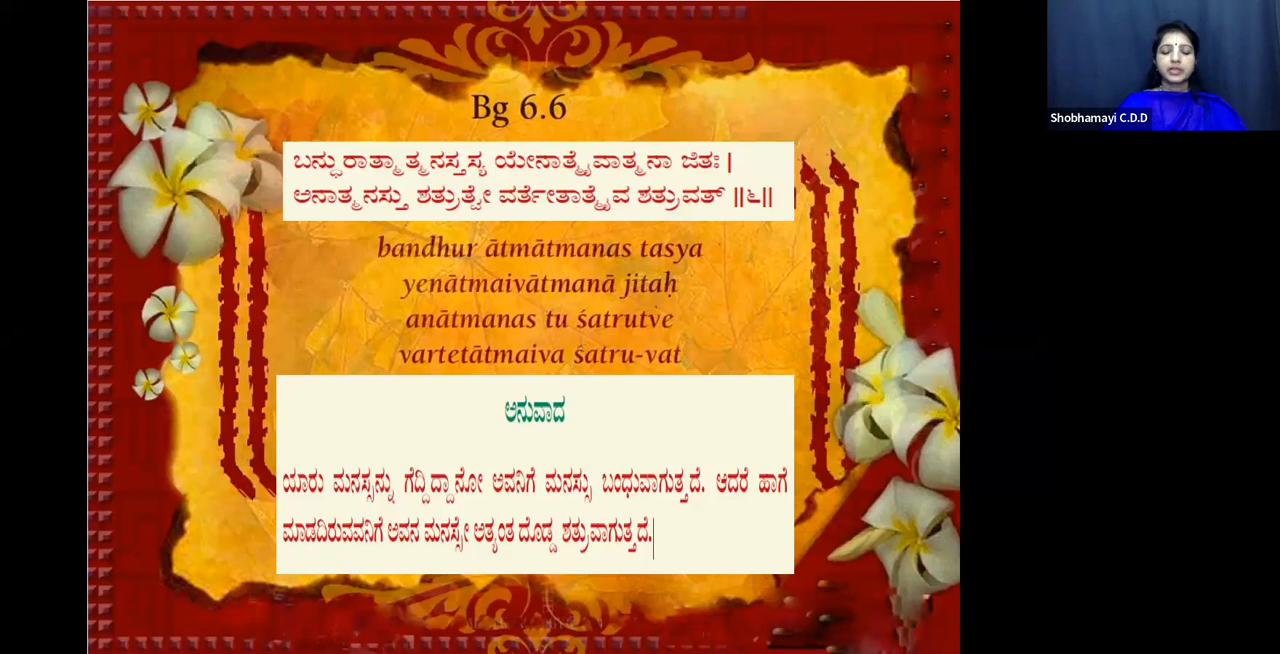 Bg 6.6
ಬನ್ಧುರಾತ್ಮಾತ್ಮನಸ್ತಸ್ಯ ಯೇನಾತ್ಮೈವಾತ್ಮನಾ ಜಿತಃ |
ಅನಾತ್ಮನಸ್ತು ಶತ್ರುತ್ವೇ ವರ್ತೇತಾತ್ಮೈವ ಶತ್ರುವತ್ ||೬||
bandhur ātmātmanas tasya
yenātmaivātmanā jitaḥ
anātmanas tu śatrutve
vartetātmaiva śatru-vat
ಅನುವಾದ
ಯಾರು ಮನಸ್ಸನ್ನು ಗೆದ್ದಿದ್ದಾನೋ ಅವನಿಗೆ ಮನಸ್ಸು ಬಂಧುವಾಗುತ್ತದೆ. ಆದರೆ ಹಾಗೆ
ಮಾಡದಿರುವವನಿಗೆ ಅವನ ಮನಸ್ಸೇ ಅತ್ಯಂತ ದೊಡ್ಡ ಶತ್ರುವಾಗುತ್ತದೆ.
Shobhamayi C.D.D